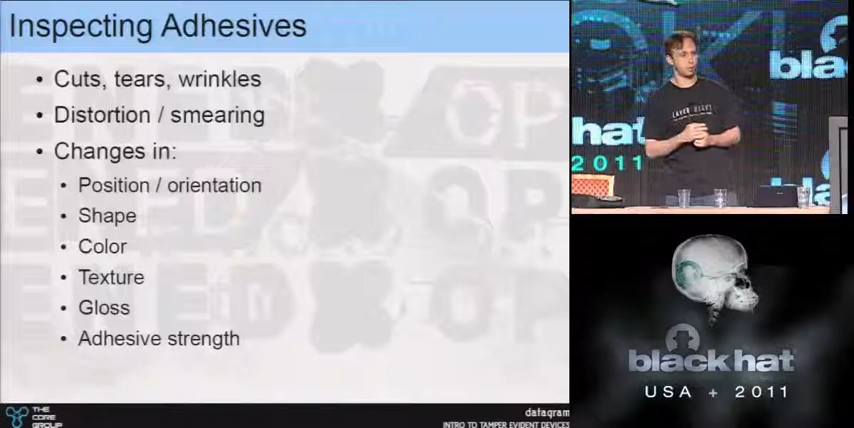 Inspecting Adhesives
• Cuts, tears, wrinkles
• Distortion / smearing
• Changes in:
• Position / orientation
• Shape
• Color
• Texture
• Gloss
• Adhesive strength
THE
CORE
GROUP
datagram
INTRO TO TAMPER EVIDENT DEVICES
blac
hat
2011
black hat
USA + 2011